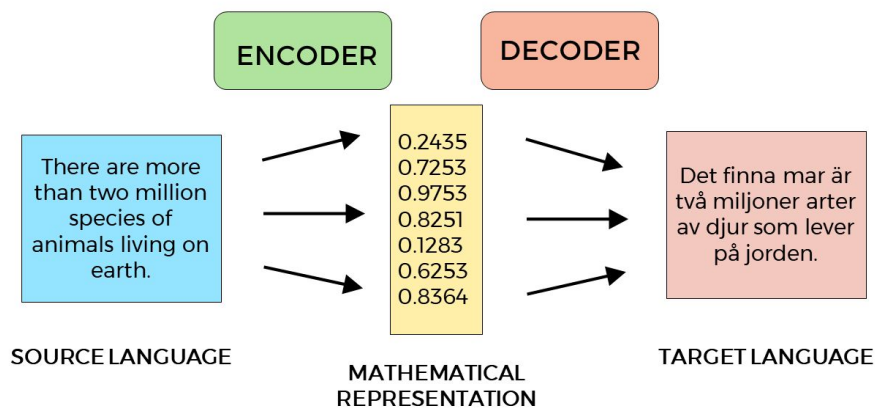 ENCODER
DECODER
There are more
than two million
species of
animals living on
earth.
0.2435
0.7253
0.9753
0.8251
0.1283
0.6253
0.8364
Det finna mar är
två miljoner arter
av djur som lever
på jorden.
SOURCE LANGUAGE
MATHEMATICAL
REPRESENTATION
TARGET LANGUAGE